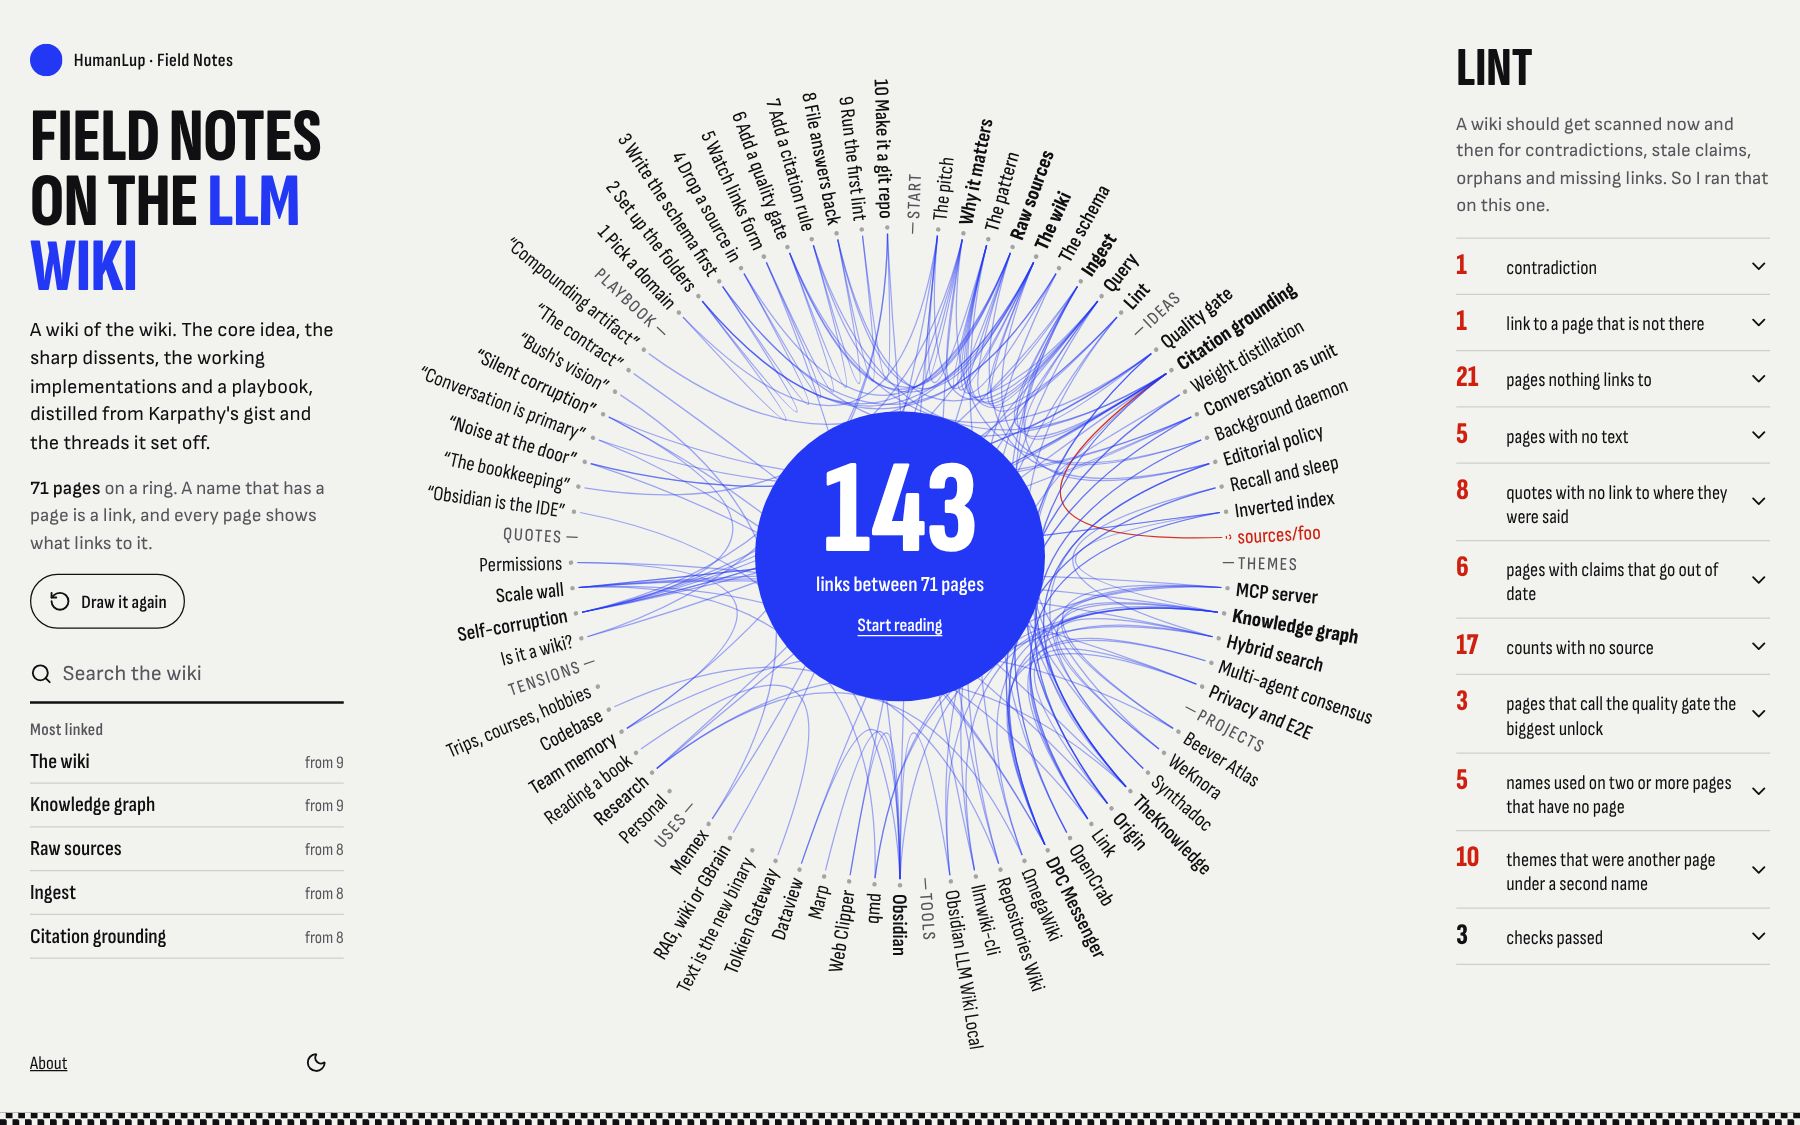 HumanLup · Field Notes
FIELD NOTES
ON THE LLM
WIKI
A wiki of the wiki. The core idea, the
sharp dissents, the working
implementations and a playbook,
distilled from Karpathy's gist and
the threads it set off.
71 pages on a ring. A name that has a
page is a link, and every page shows
what links to it.
Draw it again
Search the wiki
Most linked
The wiki from 9
Knowledge graph from 9
Raw sources from 8
Ingest from 8
Citation grounding from 8
About
START
The pitch
Why it matters
The pattern
Raw sources
The wiki
The schema
Ingest
Query
Lint
IDEAS
Quality gate
Citation grounding
Weight distillation
Conversation as unit
Background daemon
Editorial policy
Recall and sleep
Inverted index
sources/foo
THEMES
MCP server
Knowledge graph
Hybrid search
Multi-agent consensus
Privacy and E2E
PROJECTS
Beever Atlas
WeKnora
Synthadoc
TheKnowledge
Origin
Link
OpenCrab
DPC Messenger
OmegaWiki
Repositories Wiki
llmwiki-cli
Obsidian LLM Wiki Local
TOOLS
Obsidian
qmd
Web Clipper
Marp
Dataview
Tolkien Gateway
Text is the new binary
RAG, wiki or GBrain
Memex
USES
Personal
Research
Reading a book
Team memory
Codebase
Trips, courses, hobbies
TENSIONS
Is it a wiki?
Self-corruption
Scale wall
Permissions
QUOTES
“Obsidian is the IDE”
“The bookkeeping”
“Noise at the door”
“Conversation is primary”
“Silent corruption”
“Bush's vision”
“The contract”
“Compounding artifact”
PLAYBOOK
1 Pick a domain
2 Set up the folders
3 Write the schema first
4 Drop a source in
5 Watch links form
6 Add a quality gate
7 Add a citation rule
8 File answers back
9 Run the first lint
10 Make it a git repo
143
links between 71 pages
Start reading
LINT
A wiki should get scanned now and
then for contradictions, stale claims,
orphans and missing links. So I ran that
on this one.
1 contradiction
1 link to a page that is not there
21 pages nothing links to
5 pages with no text
8 quotes with no link to where they
were said
6 pages with claims that go out of
date
17 counts with no source
3 pages that call the quality gate the
biggest unlock
5 names used on two or more pages
that have no page
10 themes that were another page
under a second name
3 checks passed